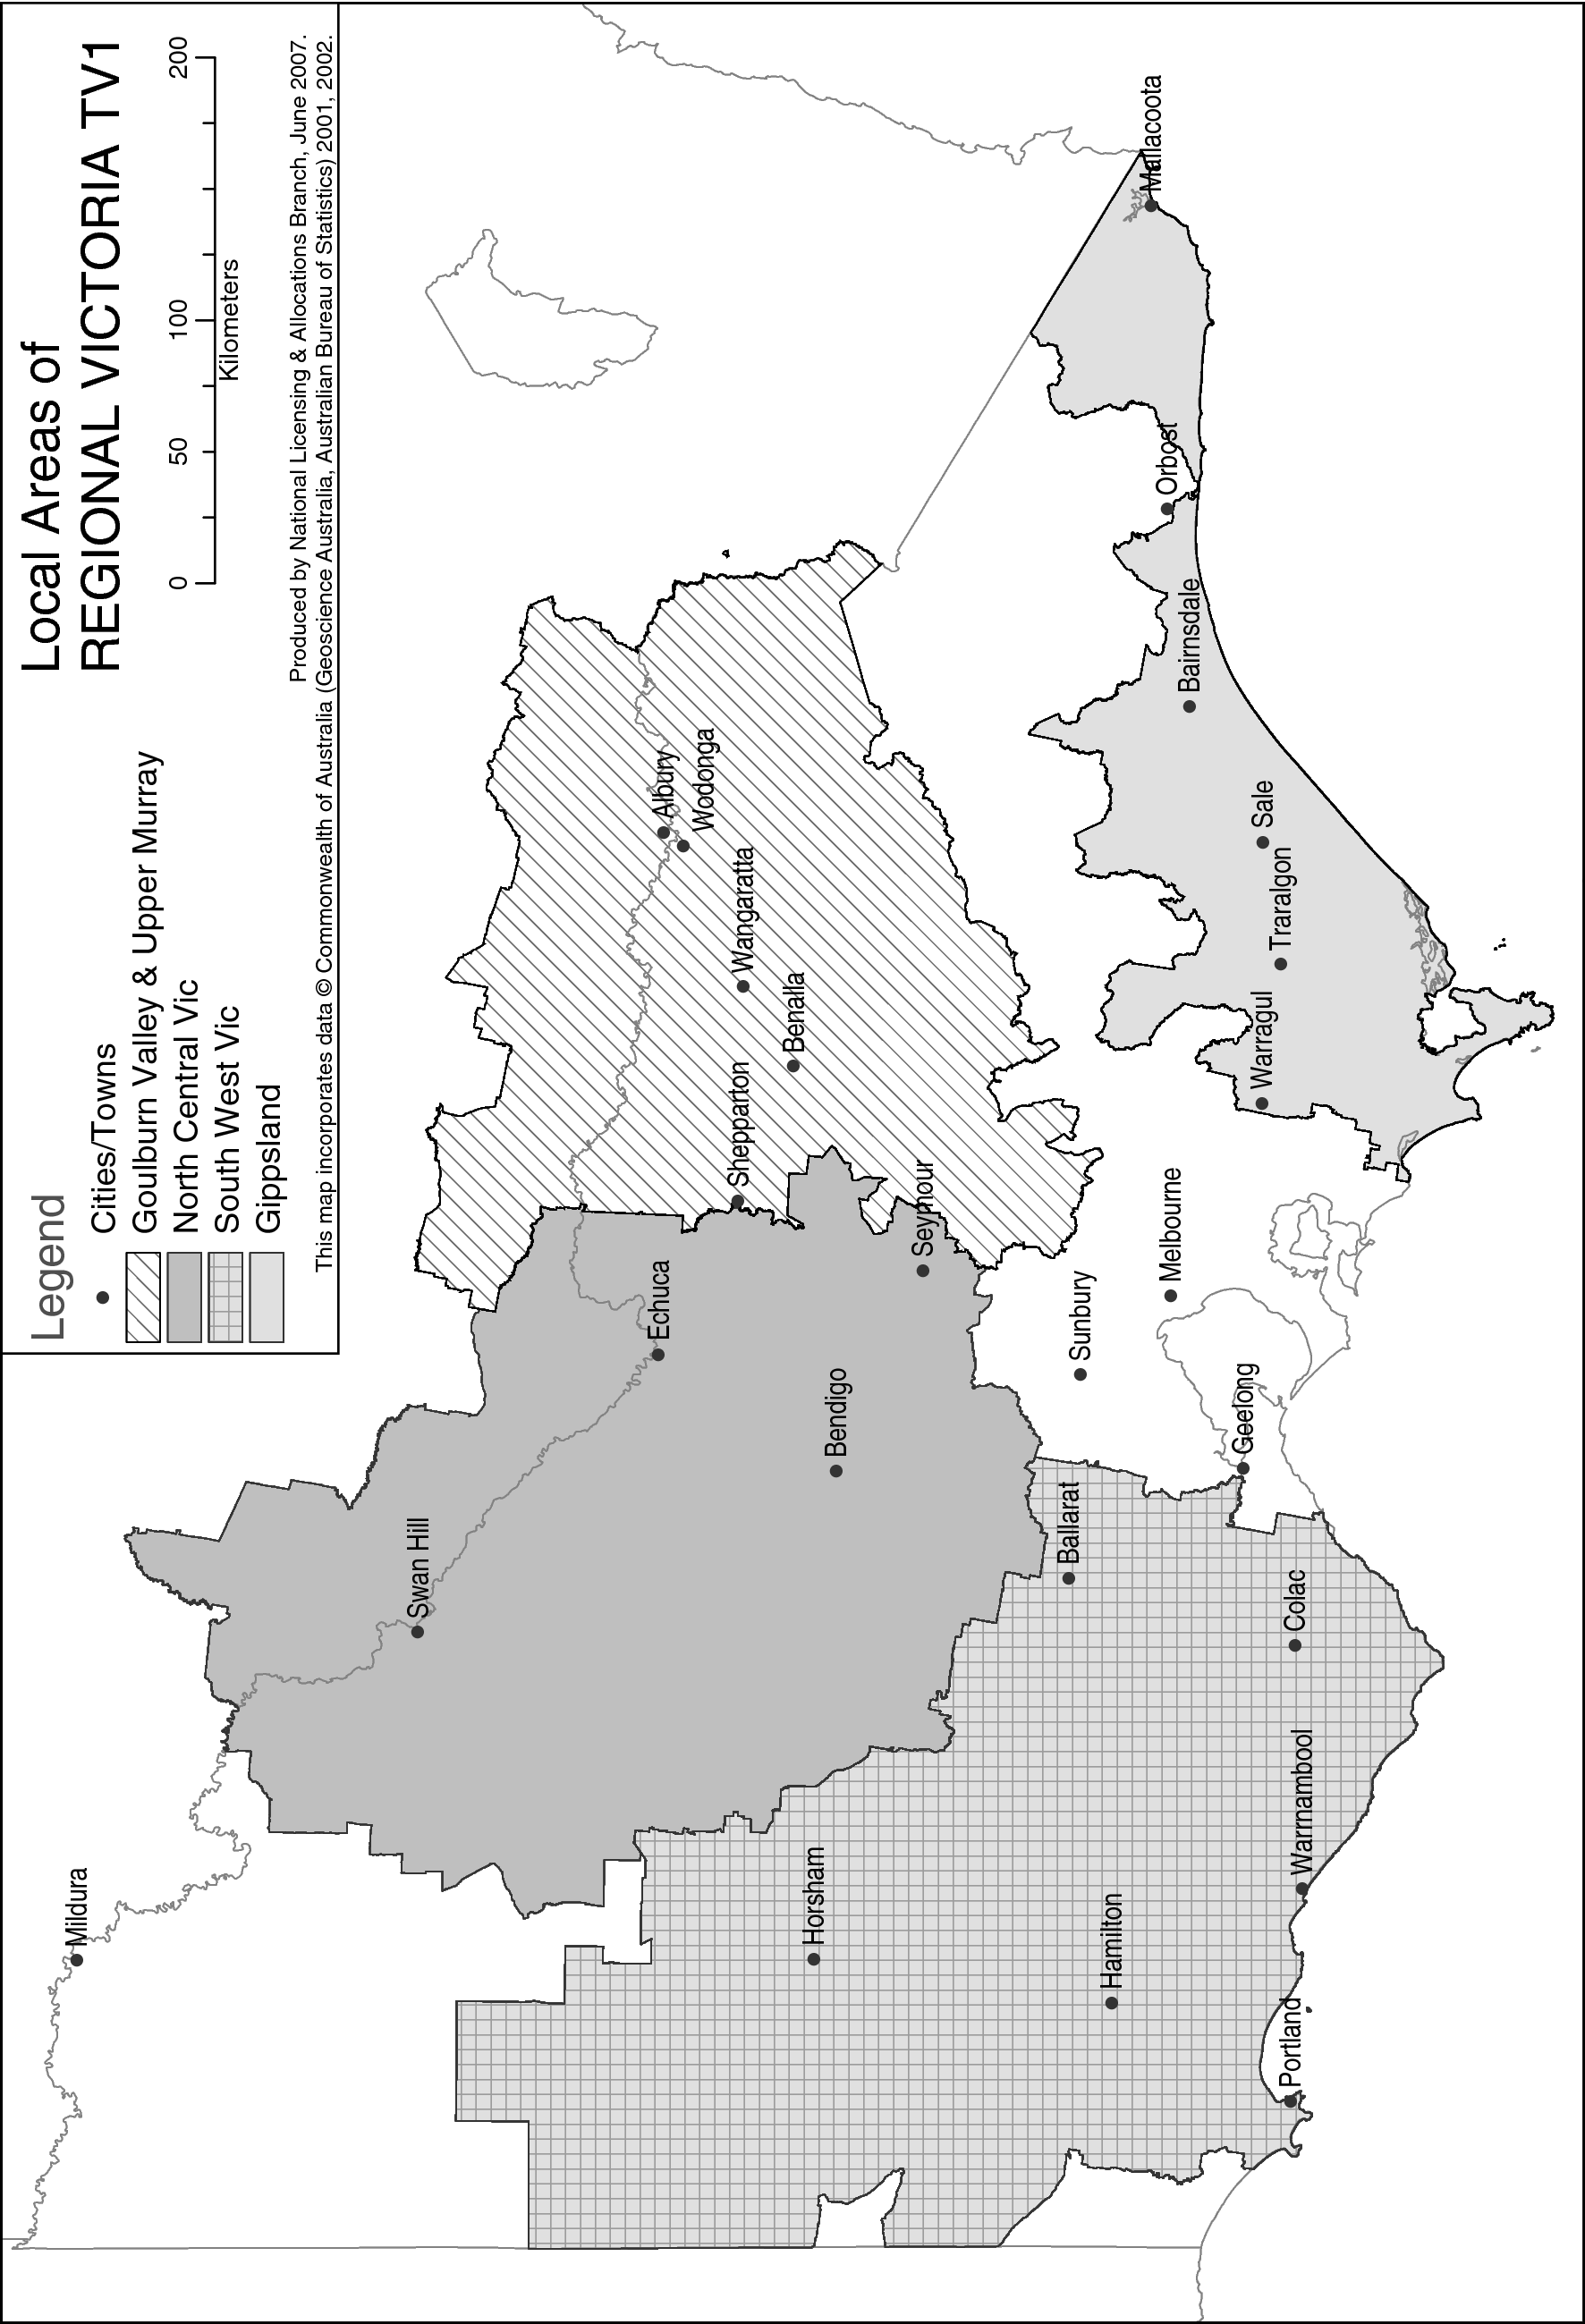 Local Areas of
REGIONAL VICTORIA TV1
0 50 100 200
Kilometers
Legend
Cities/Towns
Goulburn Valley & Upper Murray
North Central Vic
South West Vic
Gippsland
Produced by National Licensing & Allocations Branch, June 2007.
This map incorporates data © Commonwealth of Australia (Geoscience Australia, Australian Bureau of Statistics) 2001, 2002.
Mildura
Swan Hill
Echuca
Albury
Wodonga
Shepparton
Wangaratta
Benalla
Horsham
Bendigo
Seymour
Ballarat
Sunbury
Hamilton
Melbourne
Mallacoota
Orbost
Bairnsdale
Geelong
Warragul
Sale
Traralgon
Portland
Warrnambool
Colac